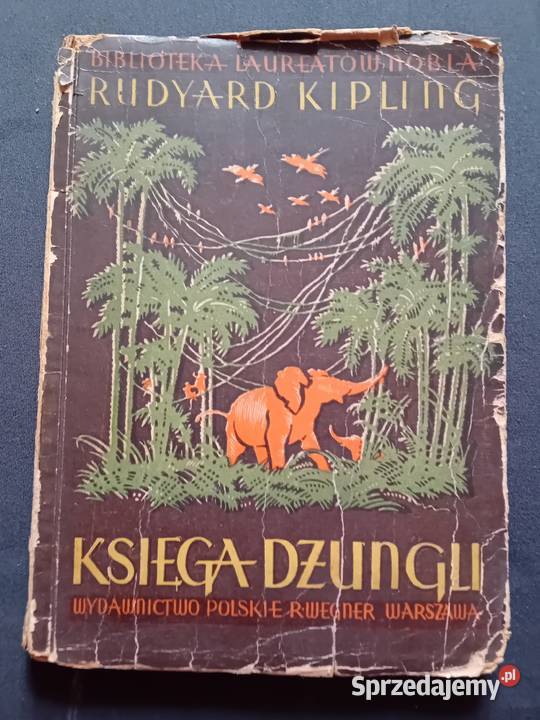 BIBLIOTEKA LAUREATÓW NOBLA
RUDYARD KIPLING
KSIĘGA DŻUNGLI
WYDAWNICTWO POLSKIE R. WEGNER WARSZAWA
Sprzedajemy.pl